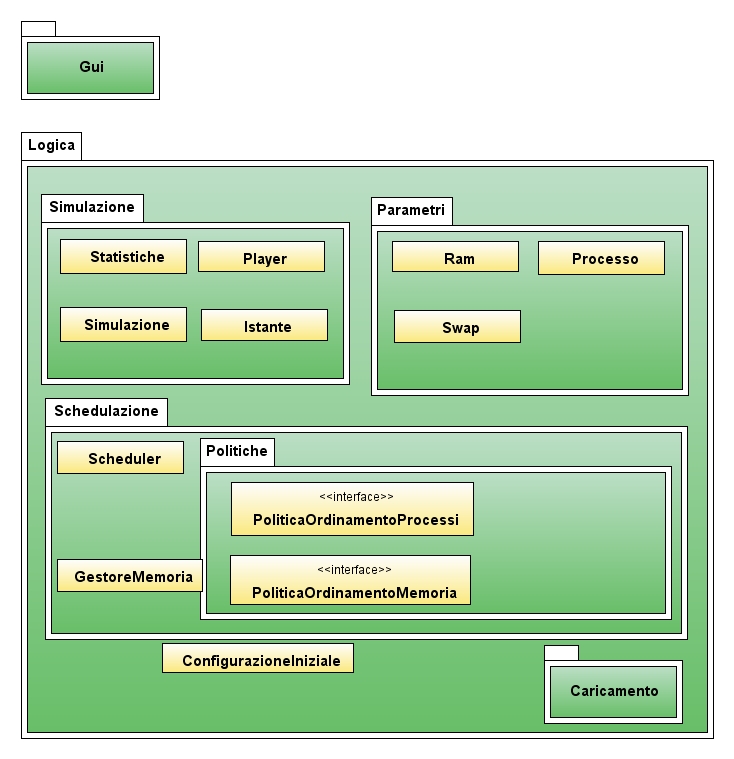 Gui
Logica
Simulazione
Statistiche
Player
Simulazione
Istante
Parametri
Ram
Processo
Swap
Schedulazione
Scheduler
GestoreMemoria
Politiche
<<interface>>
PoliticaOrdinamentoProcessi
<<interface>>
PoliticaOrdinamentoMemoria
ConfigurazioneIniziale
Caricamento